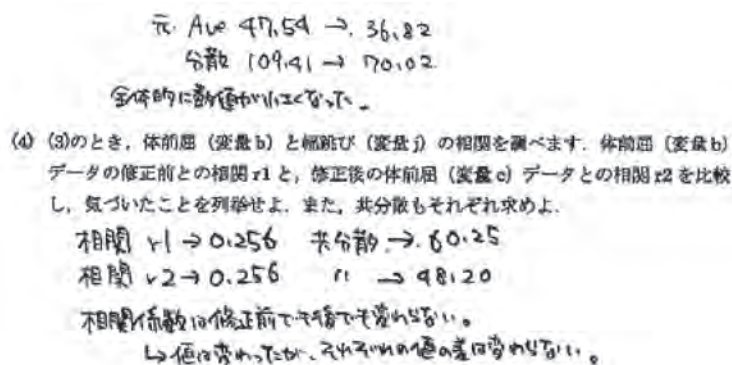 元. Ave 47.54 →. 36.82
分散 109.41 → 70.02
全体的に数値が小さくなった。
(4) (3)のとき，体前屈（変量b）と幅跳び（変量j）の相関を調べます．体前屈（変量b）
データの修正前との相関r1と，修正後の体前屈（変量c）データとの相関r2を比較
し，気づいたことを列挙せよ．また，共分散もそれぞれ求めよ．
相関 r1 → 0.256 共分散 →. 60.25
相関 r2 → 0.256 〃 → 48.20
相関係数は修正前でも後でも変わらない。
↳値は変わったが、それぞれの値の差は変わらない。